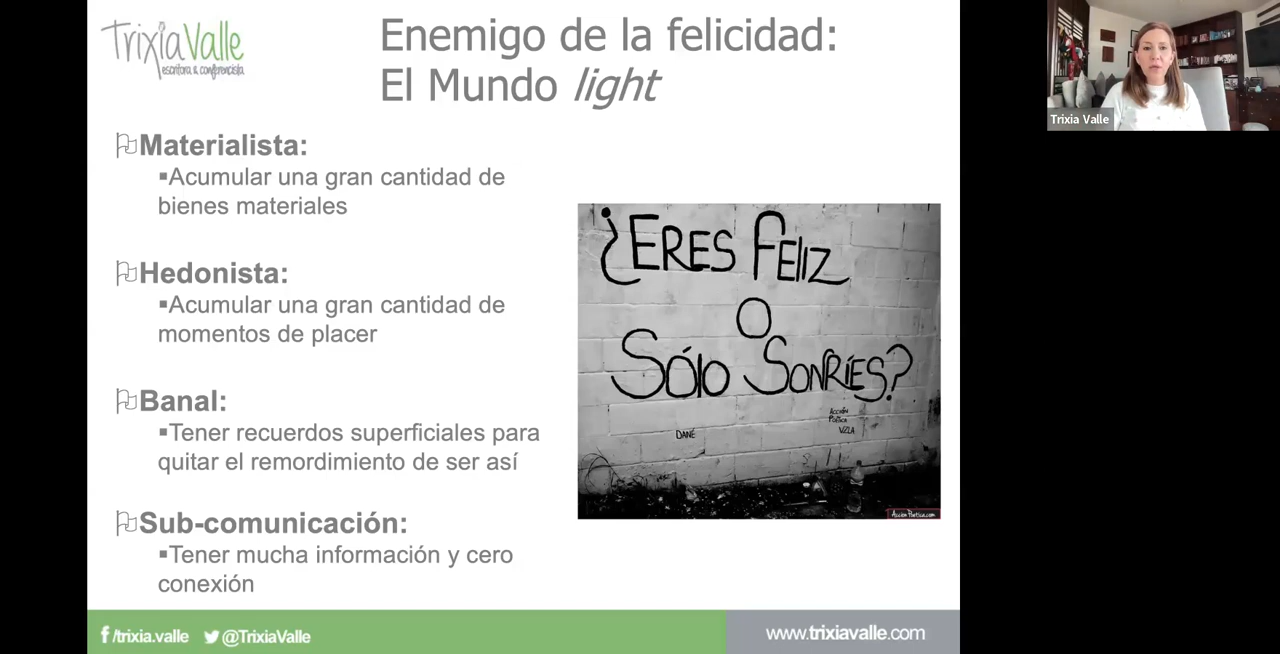 TrixiaValle
escritora & conferencista
Enemigo de la felicidad:
El Mundo light
Materialista:
▪Acumular una gran cantidad de
bienes materiales
Hedonista:
▪Acumular una gran cantidad de
momentos de placer
Banal:
▪Tener recuerdos superficiales para
quitar el remordimiento de ser así
Sub-comunicación:
▪Tener mucha información y cero
conexión
¿ERES FELIZ
O
SÓlO SONRÍES?
DANÉ
ACCIÓN
POÉTICA
VZLA
AccionPoetica.com
f/trixia.valle
@TrixiaValle
www.trixiavalle.com
Trixia Valle